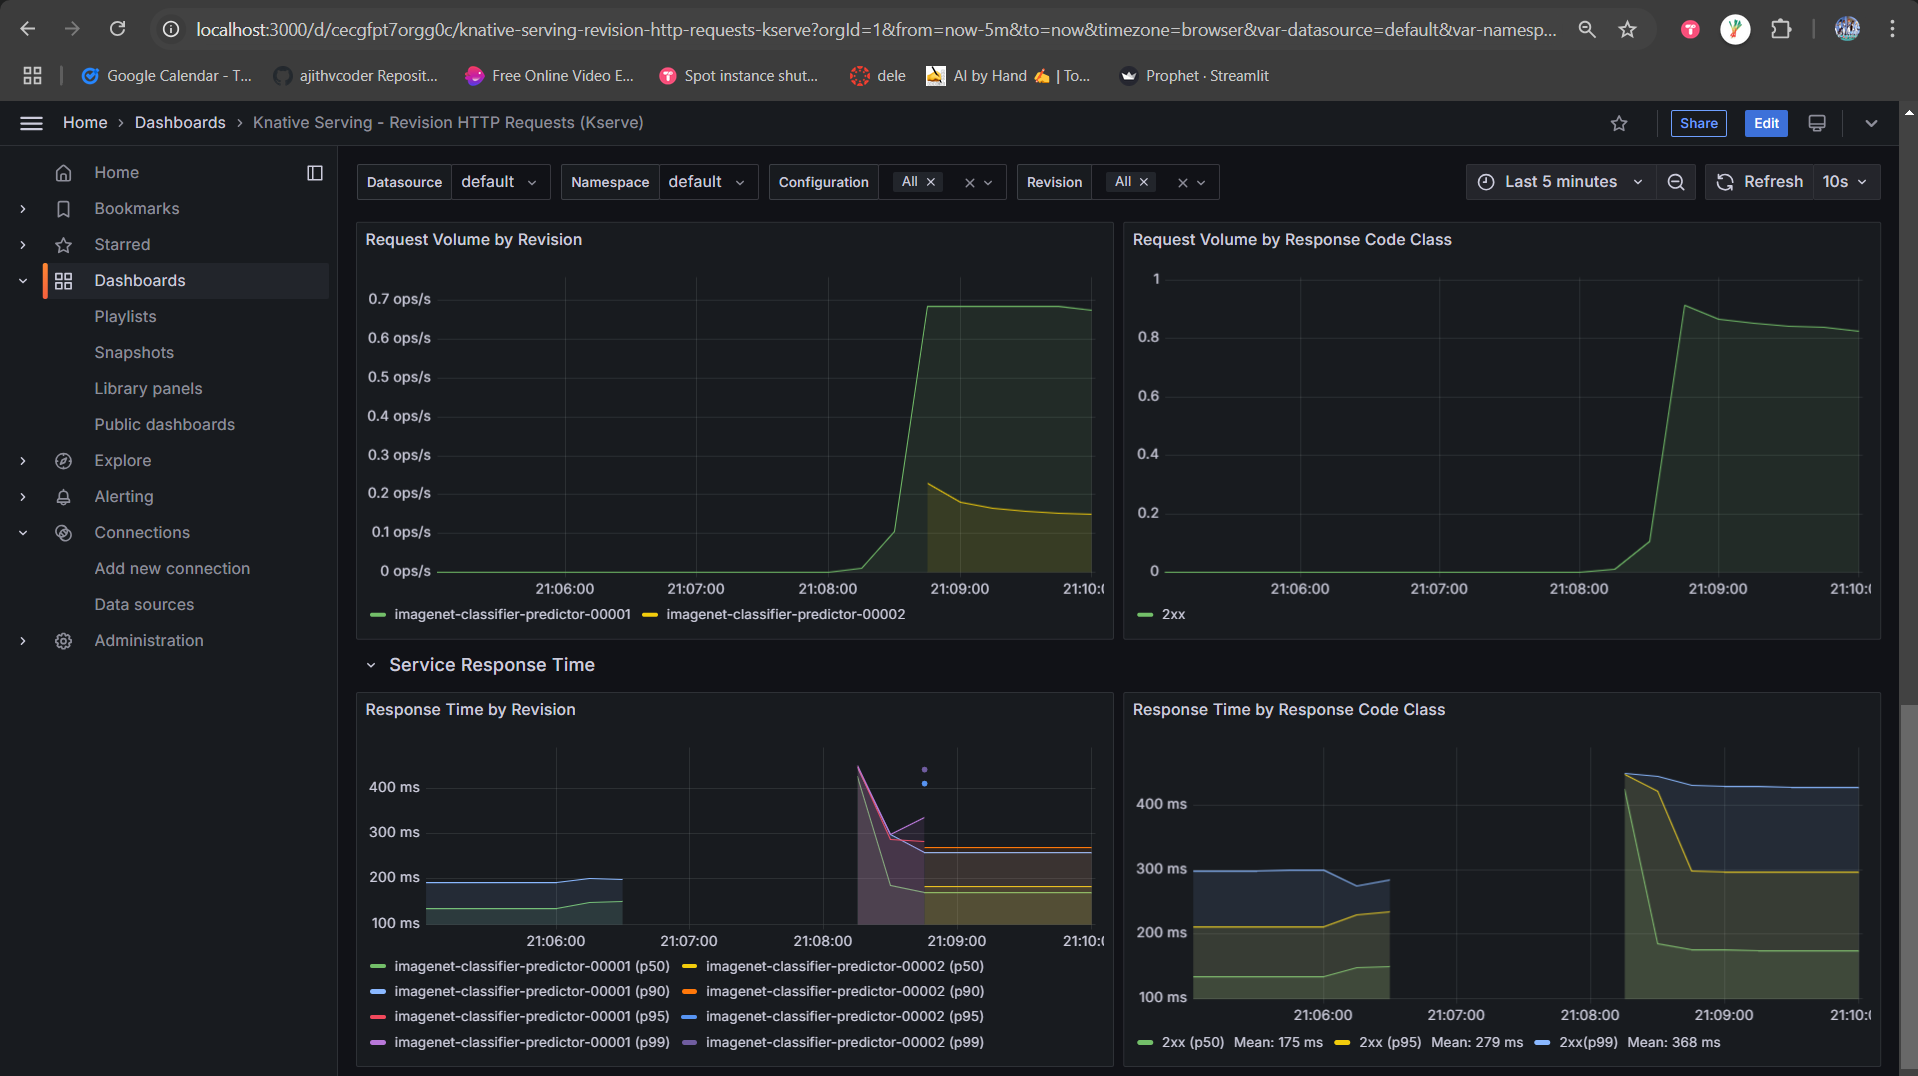 localhost:3000/d/cecgfpt7orgg0c/knative-serving-revision-http-requests-kserve?orgId=1&from=now-5m&to=now&timezone=browser&var-datasource=default&var-namesp...
Google Calendar - T...
ajithvcoder Reposit...
Free Online Video E...
Spot instance shut...
dele
AI by Hand ✍ | To...
Prophet · Streamlit
Home › Dashboards › Knative Serving - Revision HTTP Requests (Kserve)
Share
Edit
Home
Bookmarks
Starred
Dashboards
Playlists
Snapshots
Library panels
Public dashboards
Explore
Alerting
Connections
Add new connection
Data sources
Administration
Datasource default
Namespace default
Configuration All
Revision All
Last 5 minutes
Refresh 10s
Request Volume by Revision
0.7 ops/s
0.6 ops/s
0.5 ops/s
0.4 ops/s
0.3 ops/s
0.2 ops/s
0.1 ops/s
0 ops/s
21:06:00 21:07:00 21:08:00 21:09:00 21:10:0
imagenet-classifier-predictor-00001 imagenet-classifier-predictor-00002
Request Volume by Response Code Class
1
0.8
0.6
0.4
0.2
0
21:06:00 21:07:00 21:08:00 21:09:00 21:10:0
2xx
Service Response Time
Response Time by Revision
400 ms
300 ms
200 ms
100 ms
21:06:00 21:07:00 21:08:00 21:09:00 21:10:0
imagenet-classifier-predictor-00001 (p50) imagenet-classifier-predictor-00002 (p50)
imagenet-classifier-predictor-00001 (p90) imagenet-classifier-predictor-00002 (p90)
imagenet-classifier-predictor-00001 (p95) imagenet-classifier-predictor-00002 (p95)
imagenet-classifier-predictor-00001 (p99) imagenet-classifier-predictor-00002 (p99)
Response Time by Response Code Class
400 ms
300 ms
200 ms
100 ms
21:06:00 21:07:00 21:08:00 21:09:00 21:10:0
2xx (p50) Mean: 175 ms 2xx (p95) Mean: 279 ms 2xx(p99) Mean: 368 ms